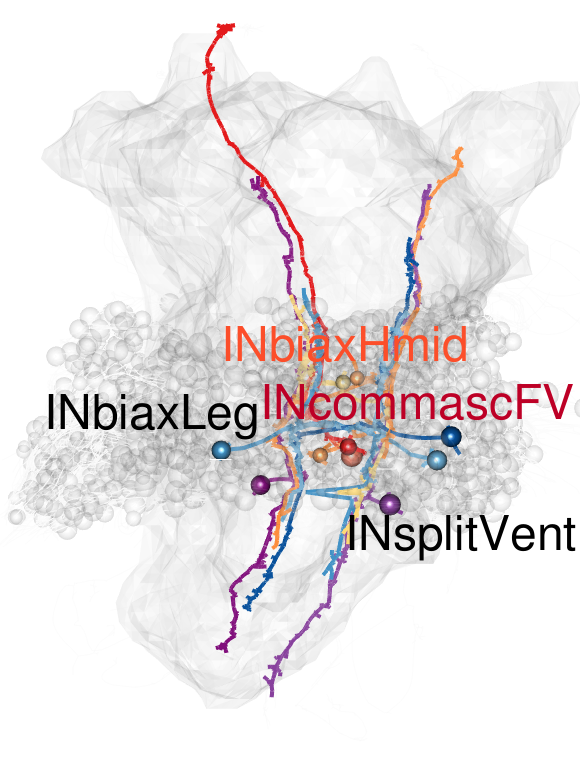 INbiaxHmid
INbiaxLeg
INcommascFV
INsplitVent